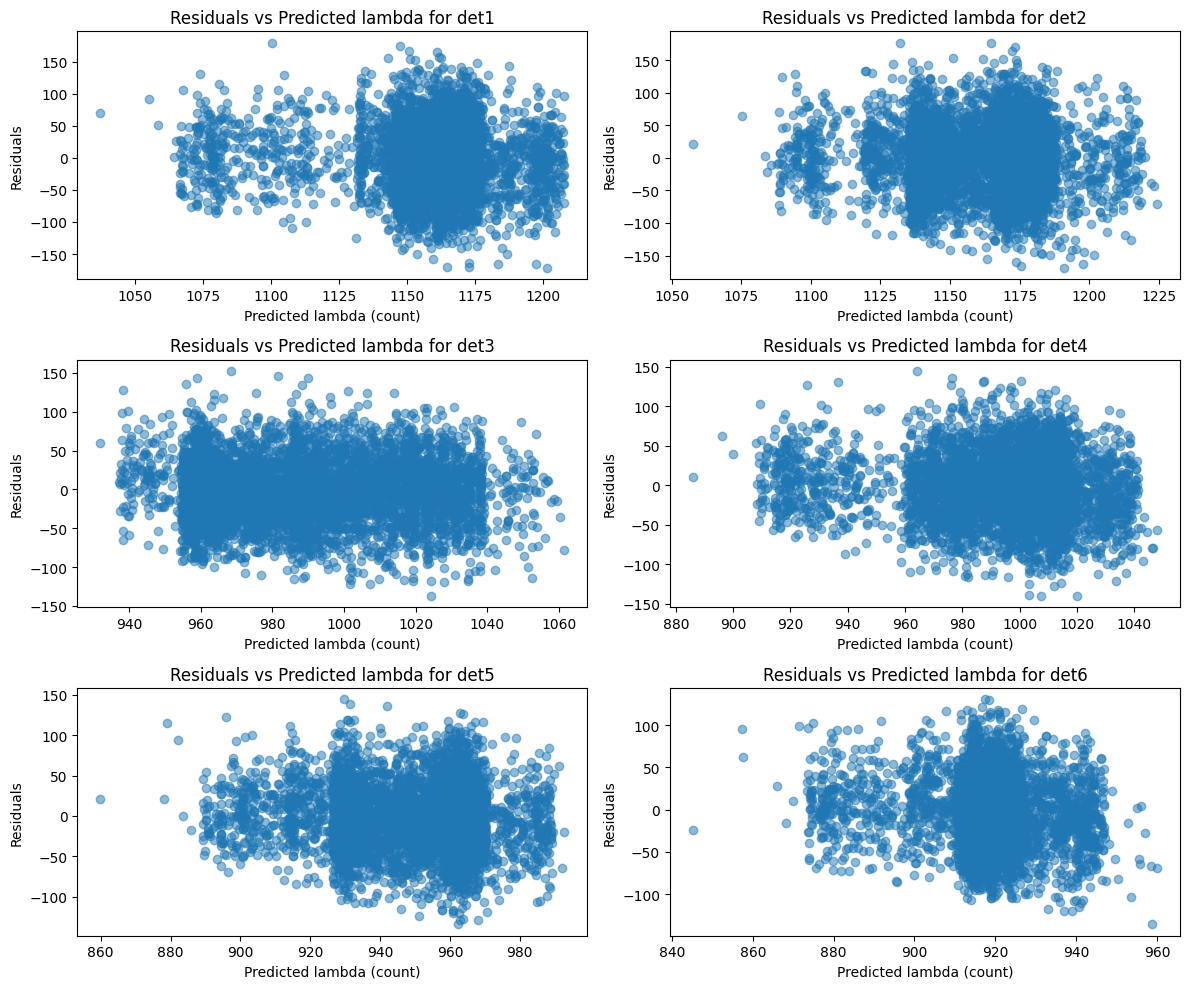 Residuals vs Predicted lambda for det1
Residuals
150
100
50
0
−50
−100
−150
1050 1075 1100 1125 1150 1175 1200
Predicted lambda (count)
Residuals vs Predicted lambda for det2
Residuals
150
100
50
0
−50
−100
−150
1050 1075 1100 1125 1150 1175 1200 1225
Predicted lambda (count)
Residuals vs Predicted lambda for det3
Residuals
150
100
50
0
−50
−100
−150
940 960 980 1000 1020 1040 1060
Predicted lambda (count)
Residuals vs Predicted lambda for det4
Residuals
150
100
50
0
−50
−100
−150
880 900 920 940 960 980 1000 1020 1040
Predicted lambda (count)
Residuals vs Predicted lambda for det5
Residuals
150
100
50
0
−50
−100
860 880 900 920 940 960 980
Predicted lambda (count)
Residuals vs Predicted lambda for det6
Residuals
100
50
0
−50
−100
840 860 880 900 920 940 960
Predicted lambda (count)